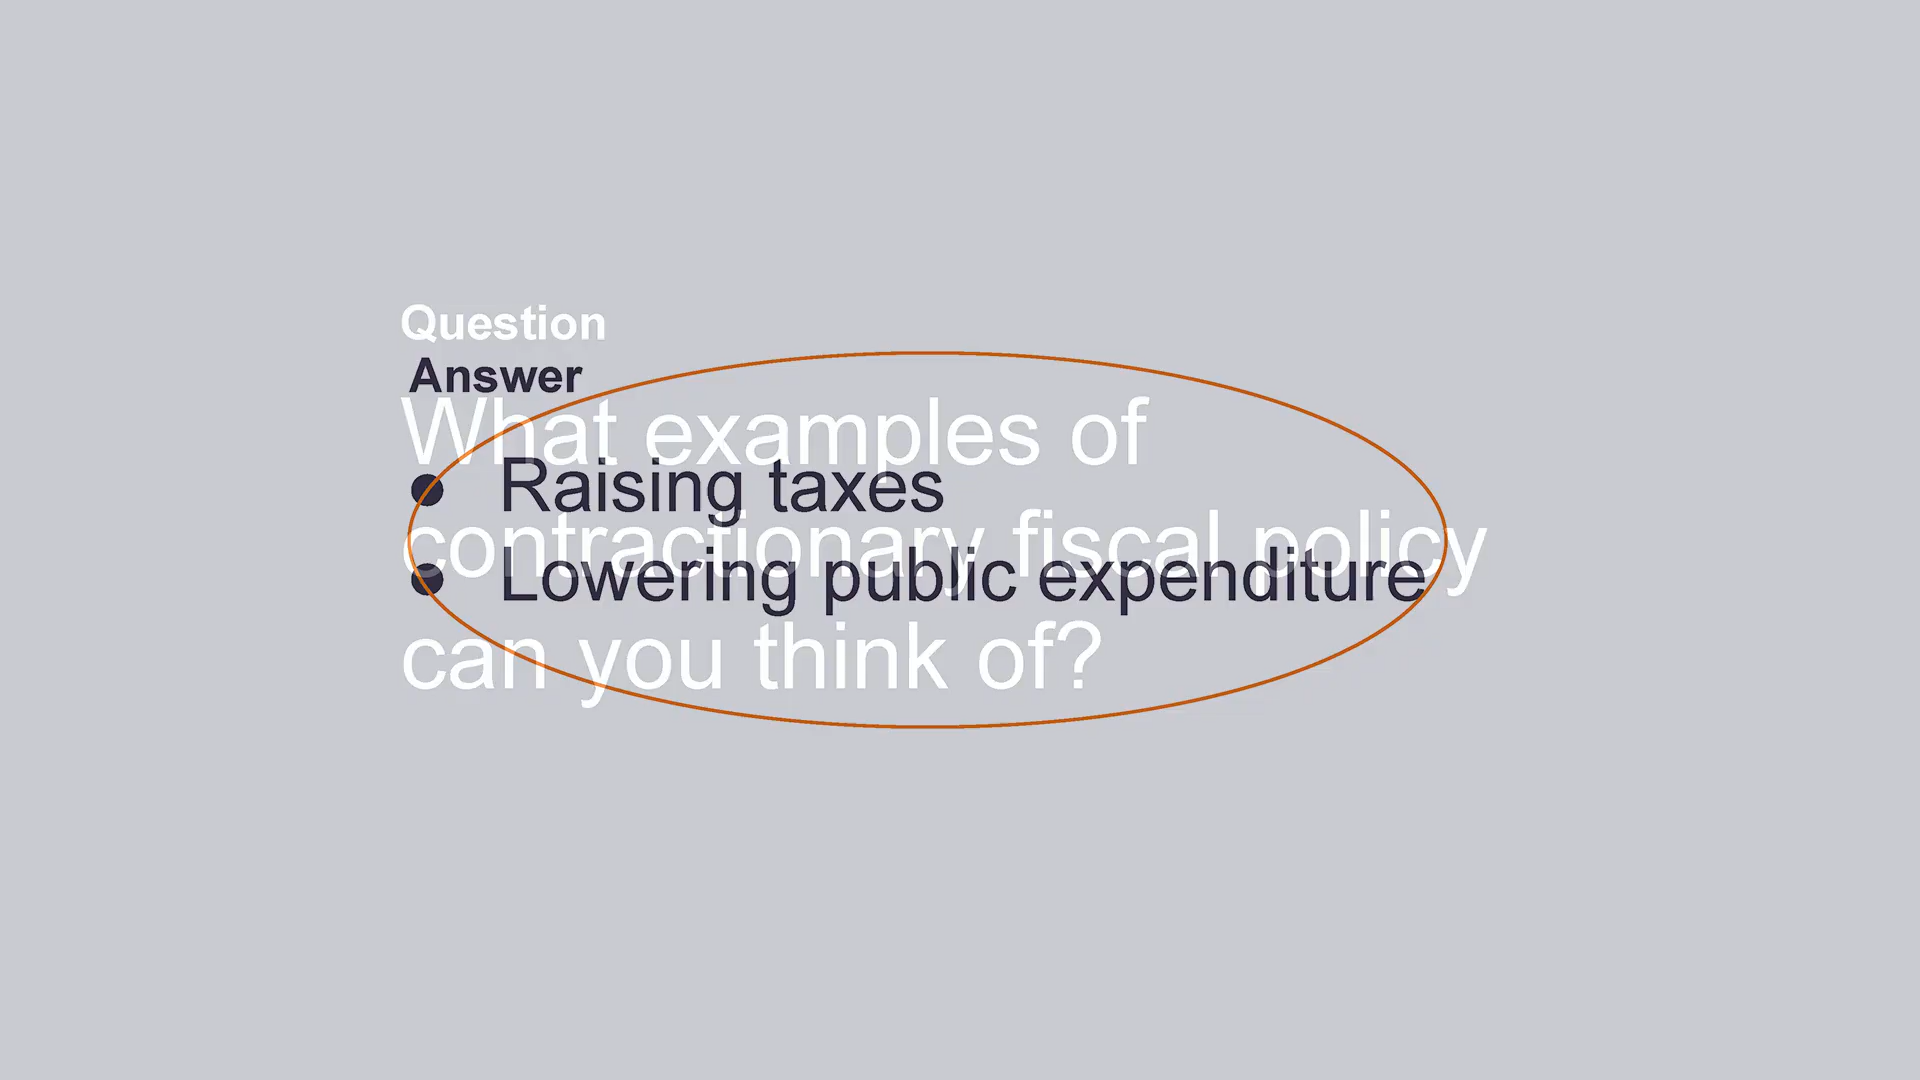 Question
What examples of
contractionary fiscal policy
can you think of?
Answer
● Raising taxes
● Lowering public expenditure